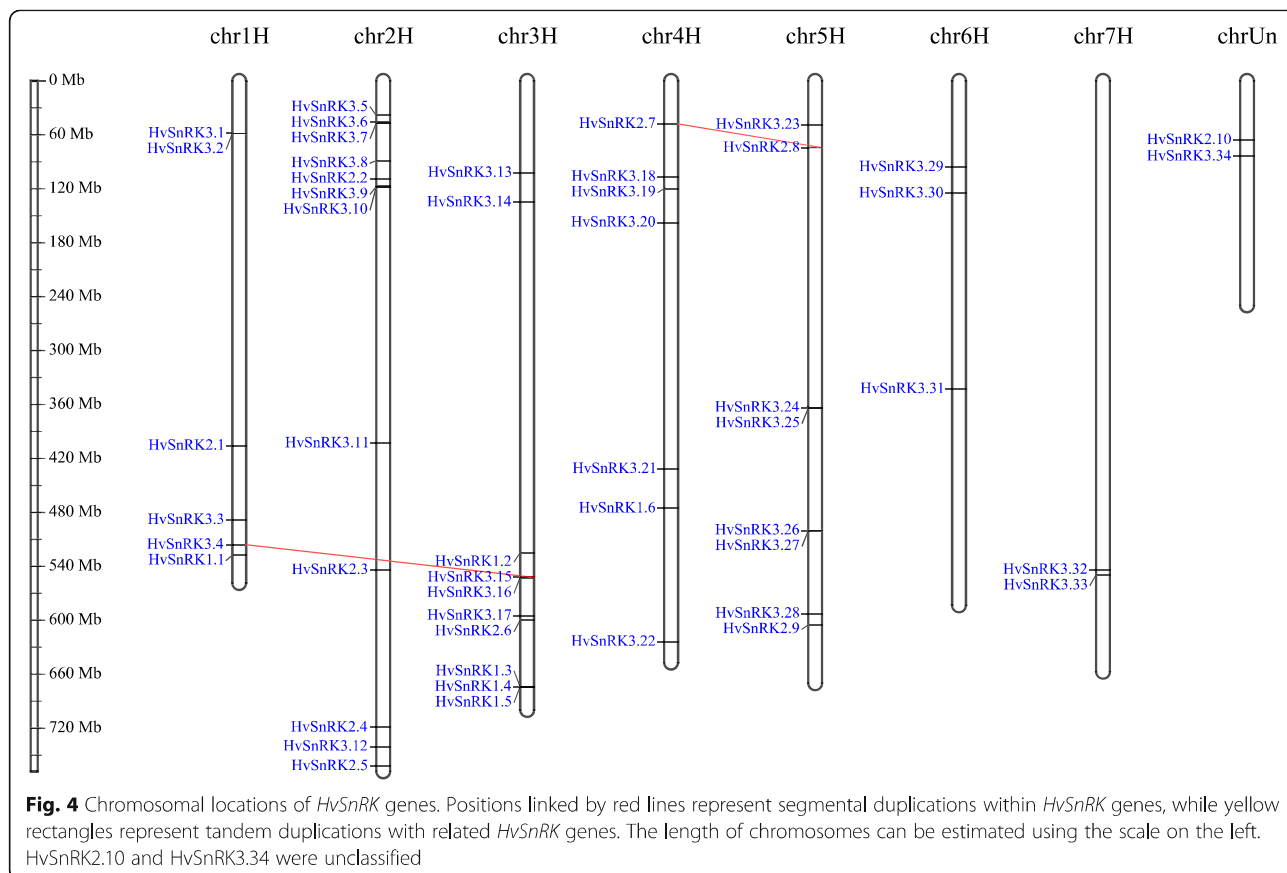 chr1H
chr2H
chr3H
chr4H
chr5H
chr6H
chr7H
chrUn
0 Mb
60 Mb
120 Mb
180 Mb
240 Mb
300 Mb
360 Mb
420 Mb
480 Mb
540 Mb
600 Mb
660 Mb
720 Mb
HvSnRK3.1
HvSnRK3.2
HvSnRK2.1
HvSnRK3.3
HvSnRK3.4
HvSnRK1.1
HvSnRK3.5
HvSnRK3.6
HvSnRK3.7
HvSnRK3.8
HvSnRK2.2
HvSnRK3.9
HvSnRK3.10
HvSnRK3.11
HvSnRK2.3
HvSnRK2.4
HvSnRK3.12
HvSnRK2.5
HvSnRK3.13
HvSnRK3.14
HvSnRK1.2
HvSnRK3.15
HvSnRK3.16
HvSnRK3.17
HvSnRK2.6
HvSnRK1.3
HvSnRK1.4
HvSnRK1.5
HvSnRK2.7
HvSnRK3.18
HvSnRK3.19
HvSnRK3.20
HvSnRK3.21
HvSnRK1.6
HvSnRK3.22
HvSnRK3.23
HvSnRK2.8
HvSnRK3.24
HvSnRK3.25
HvSnRK3.26
HvSnRK3.27
HvSnRK3.28
HvSnRK2.9
HvSnRK3.29
HvSnRK3.30
HvSnRK3.31
HvSnRK3.32
HvSnRK3.33
HvSnRK2.10
HvSnRK3.34
Fig. 4 Chromosomal locations of HvSnRK genes. Positions linked by red lines represent segmental duplications within HvSnRK genes, while yellow
rectangles represent tandem duplications with related HvSnRK genes. The length of chromosomes can be estimated using the scale on the left.
HvSnRK2.10 and HvSnRK3.34 were unclassified